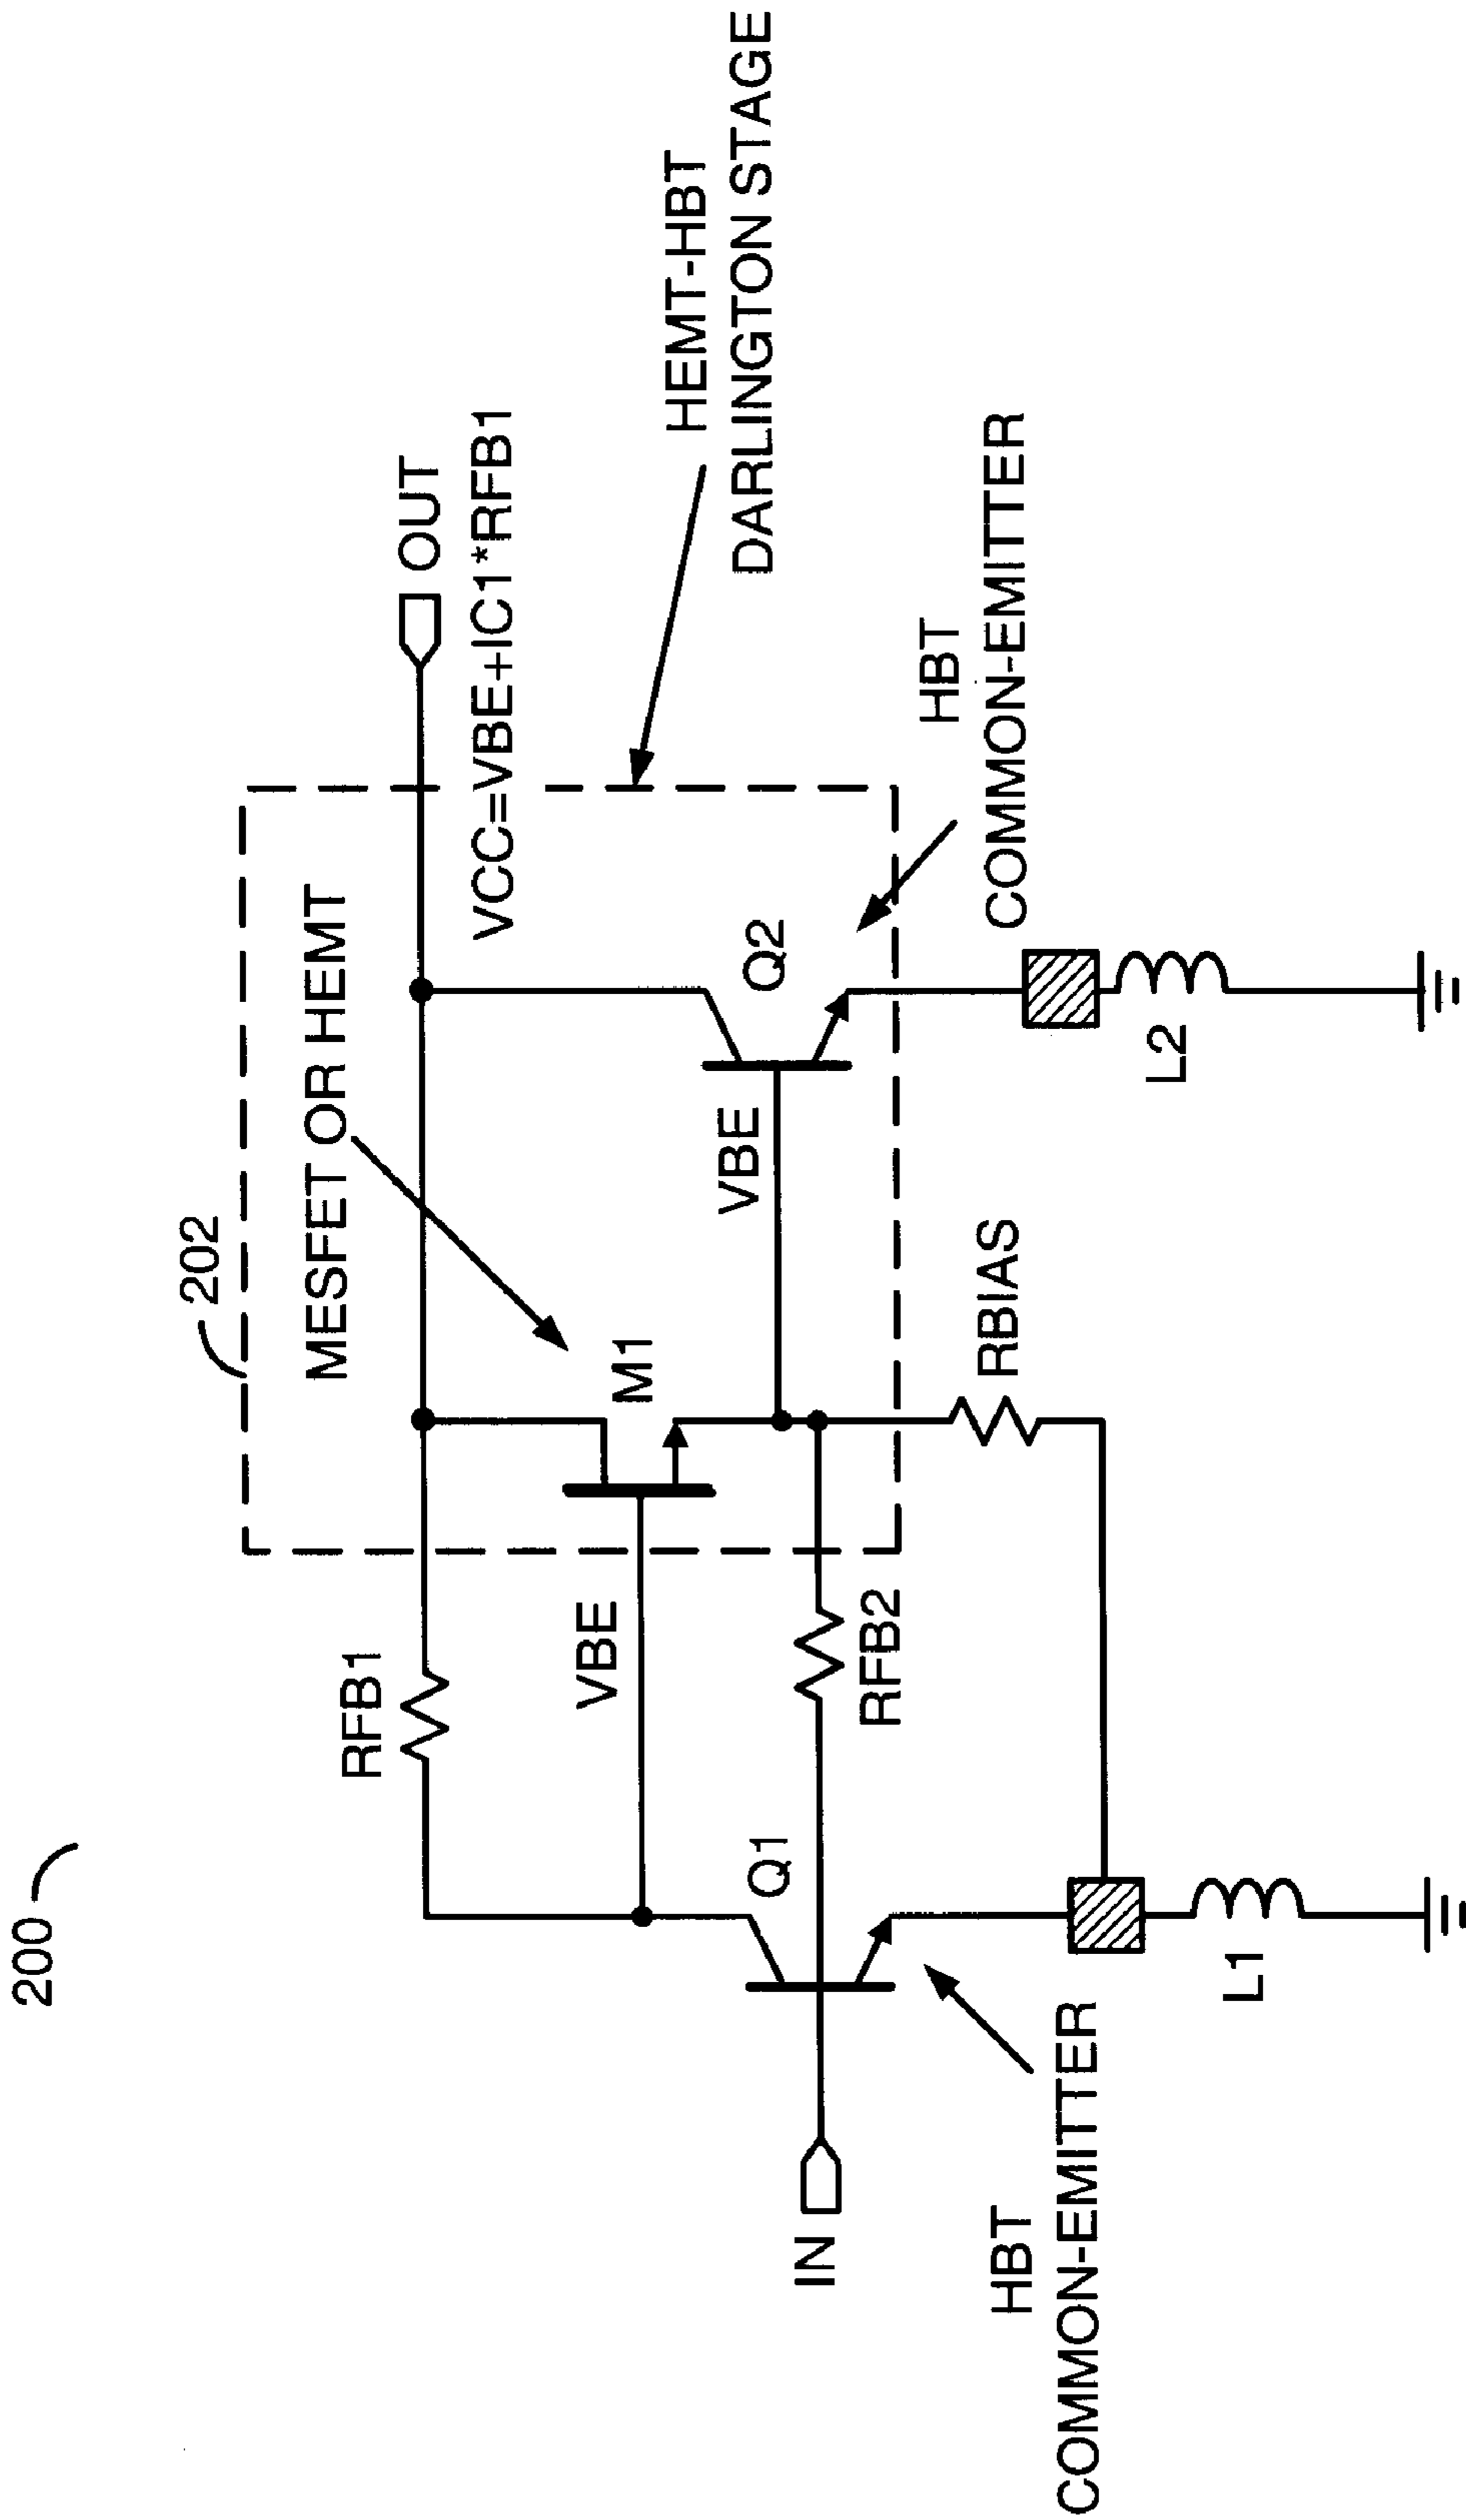 200
202
MESFET OR HEMT
OUT
VCC=VBE+IC1*RFB1
RFB1
M1
VBE
HEMT-HBT
DARLINGTON STAGE
Q2
VBE
Q1
IN
RFB2
HBT
COMMON-EMITTER
RBIAS
HBT
COMMON-EMITTER
L2
L1